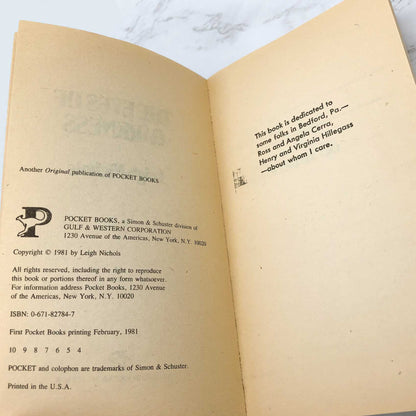 Another Original publication of POCKET BOOKS
P
POCKET BOOKS, a Simon & Schuster division of
GULF & WESTERN CORPORATION
1230 Avenue of the Americas, New York, N.Y. 10020
Copyright © 1981 by Leigh Nichols
All rights reserved, including the right to reproduce
this book or portions thereof in any form whatsoever.
For information address Pocket Books, 1230 Avenue
of the Americas, New York, N.Y. 10020
ISBN: 0-671-82784-7
First Pocket Books printing February, 1981
10 9 8 7 6 5 4
POCKET and colophon are trademarks of Simon & Schuster.
Printed in the U.S.A.
This book is dedicated to
some folks in Bedford, Pa.—
Ross and Angela Cerra,
Henry and Virginia Hillegass
—about whom I care.